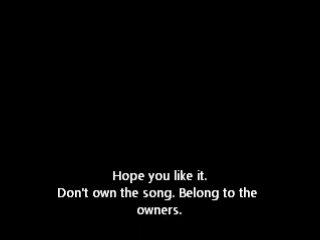 Hope you like it.
Don't own the song. Belong to the
owners.